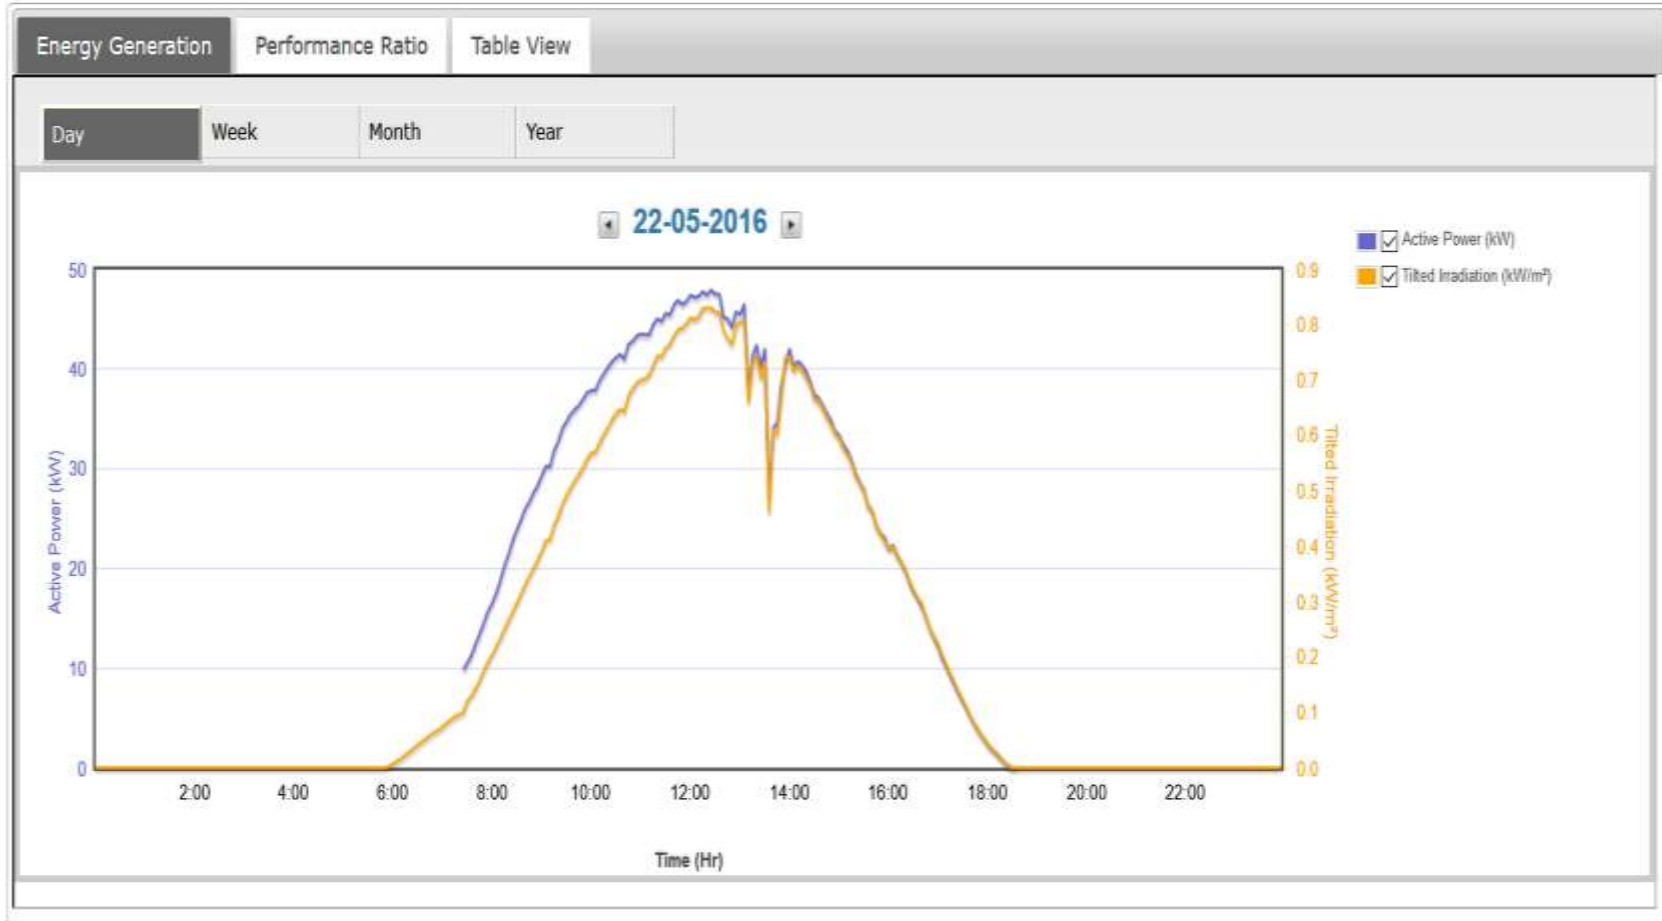 Energy Generation Performance Ratio Table View
Day Week Month Year
22-05-2016
Active Power (kW)
Tilted Irradiation (kW/m²)
50
40
30
20
10
0
Active Power (kW)
0.9
0.8
0.7
0.6
0.5
0.4
0.3
0.2
0.1
0.0
Tilted Irradiation (kW/m²)
2:00 4:00 6:00 8:00 10:00 12:00 14:00 16:00 18:00 20:00 22:00
Time (Hr)